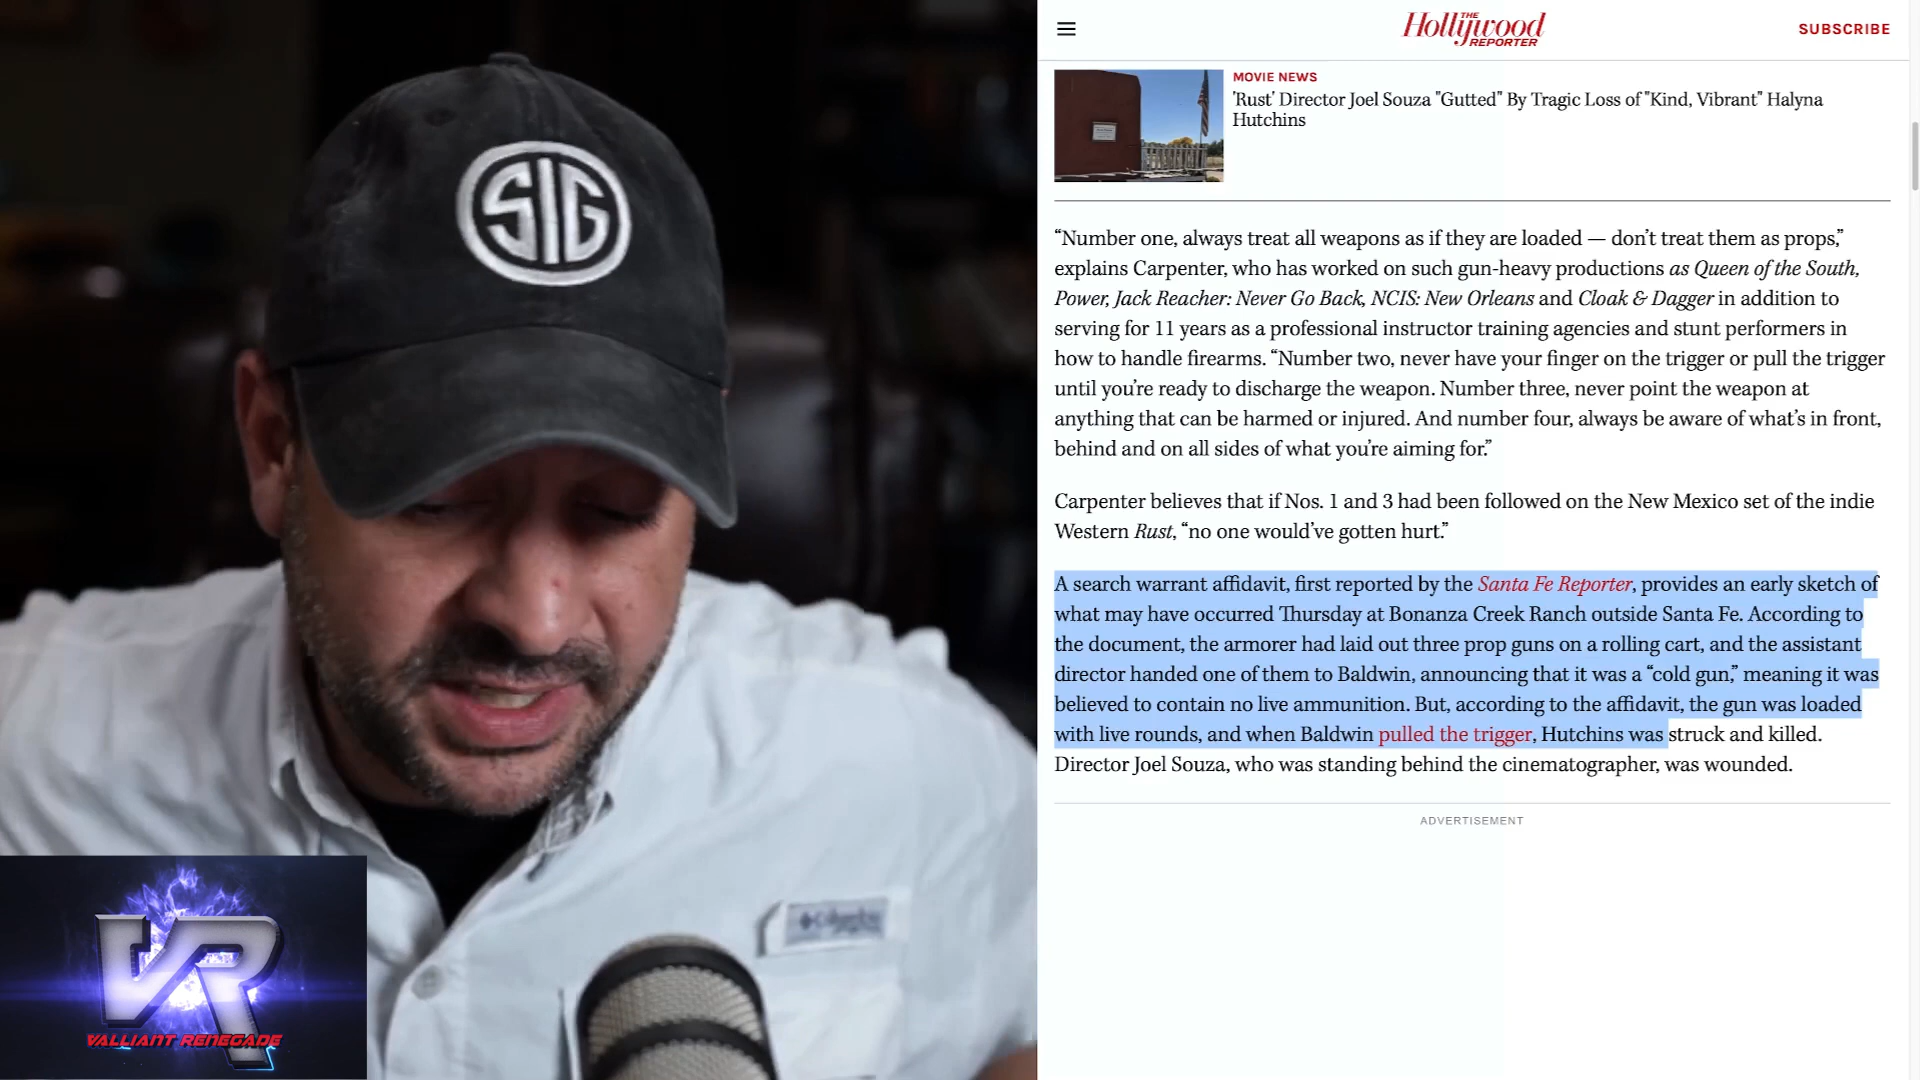 SIG
Columbia
VR
VALLIANT RENEGADE
THE
Hollywood
REPORTER
SUBSCRIBE
MOVIE NEWS
'Rust' Director Joel Souza "Gutted" By Tragic Loss of "Kind, Vibrant" Halyna
Hutchins
“Number one, always treat all weapons as if they are loaded — don’t treat them as props,”
explains Carpenter, who has worked on such gun-heavy productions as Queen of the South,
Power, Jack Reacher: Never Go Back, NCIS: New Orleans and Cloak & Dagger in addition to
serving for 11 years as a professional instructor training agencies and stunt performers in
how to handle firearms. “Number two, never have your finger on the trigger or pull the trigger
until you’re ready to discharge the weapon. Number three, never point the weapon at
anything that can be harmed or injured. And number four, always be aware of what’s in front,
behind and on all sides of what you’re aiming for.”
Carpenter believes that if Nos. 1 and 3 had been followed on the New Mexico set of the indie
Western Rust, “no one would’ve gotten hurt.”
A search warrant affidavit, first reported by the Santa Fe Reporter, provides an early sketch of
what may have occurred Thursday at Bonanza Creek Ranch outside Santa Fe. According to
the document, the armorer had laid out three prop guns on a rolling cart, and the assistant
director handed one of them to Baldwin, announcing that it was a “cold gun,” meaning it was
believed to contain no live ammunition. But, according to the affidavit, the gun was loaded
with live rounds, and when Baldwin pulled the trigger, Hutchins was struck and killed.
Director Joel Souza, who was standing behind the cinematographer, was wounded.
ADVERTISEMENT